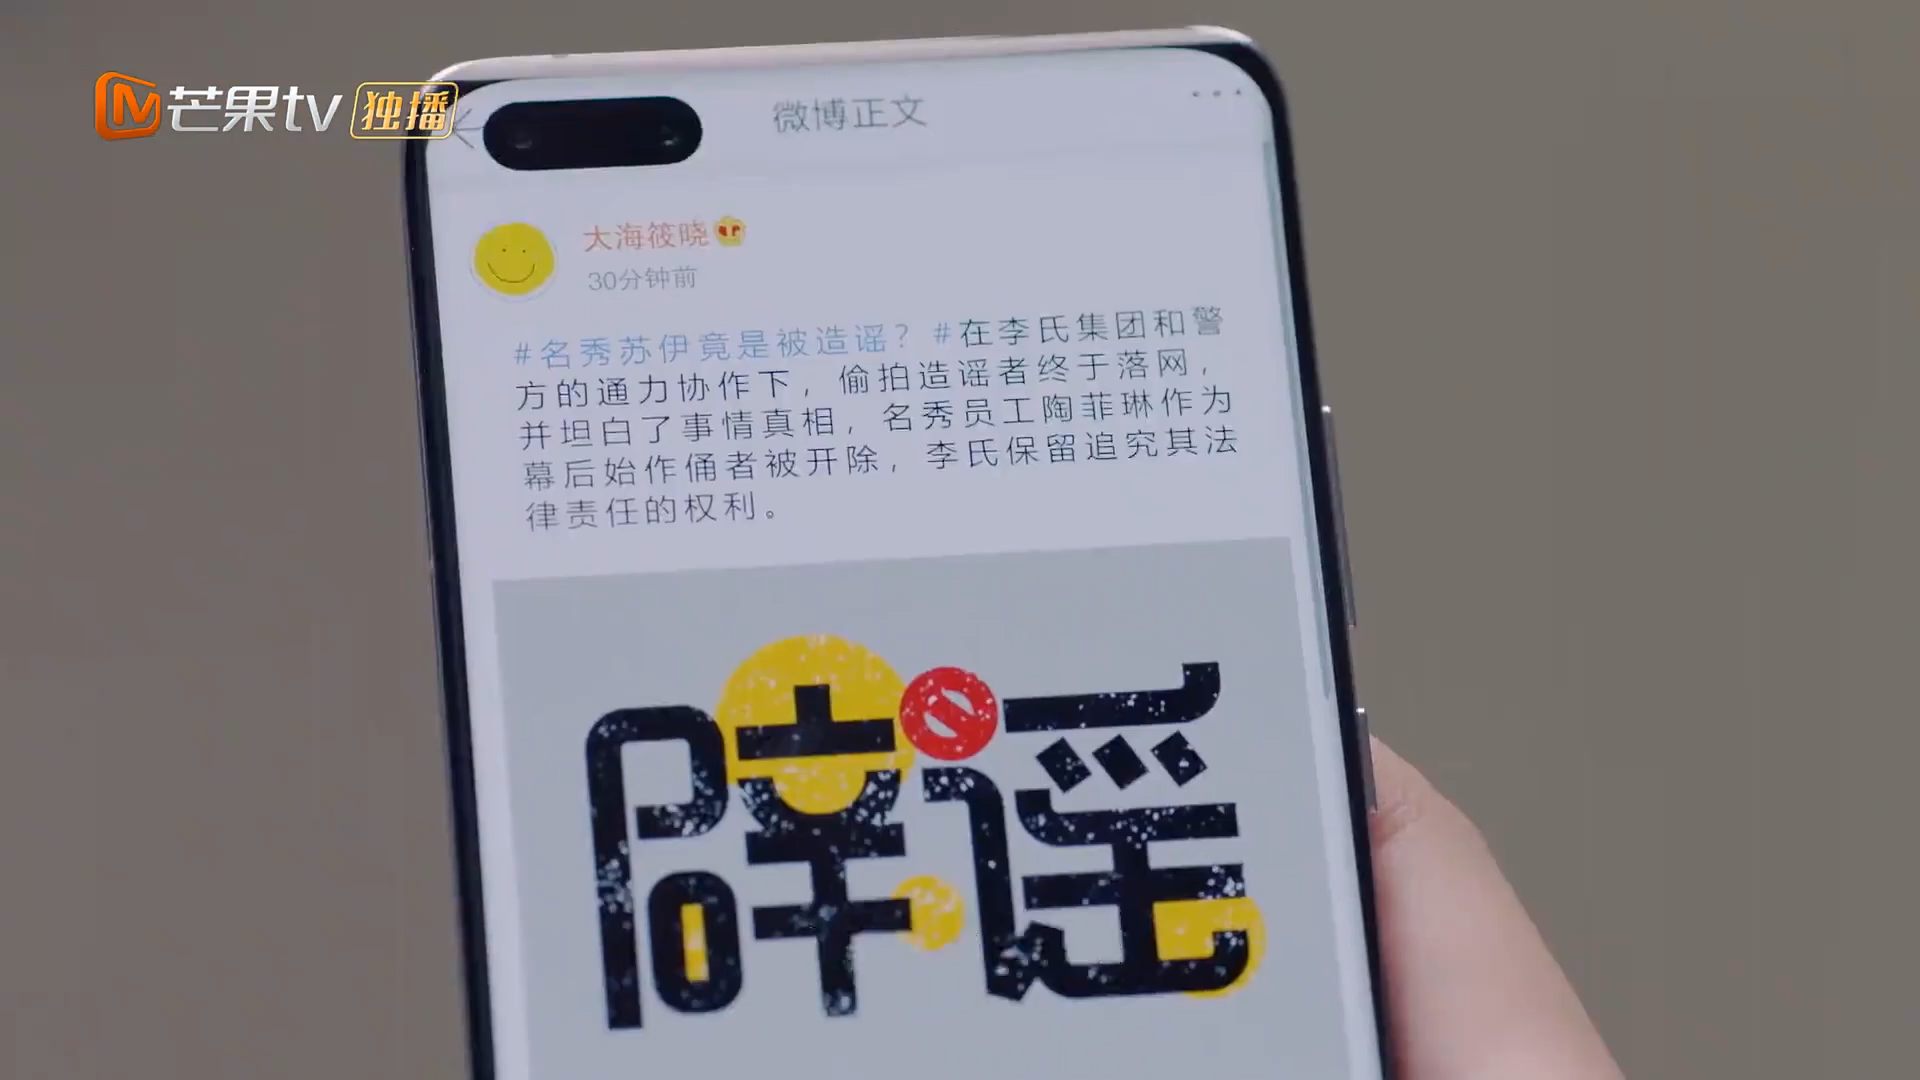 芒果tv 独播
微博正文
大海筱晓
30分钟前
#名秀苏伊竟是被造谣？#在李氏集团和警
方的通力协作下，偷拍造谣者终于落网，
并坦白了事情真相，名秀员工陶菲琳作为
幕后始作俑者被开除，李氏保留追究其法
律责任的权利。
辟谣